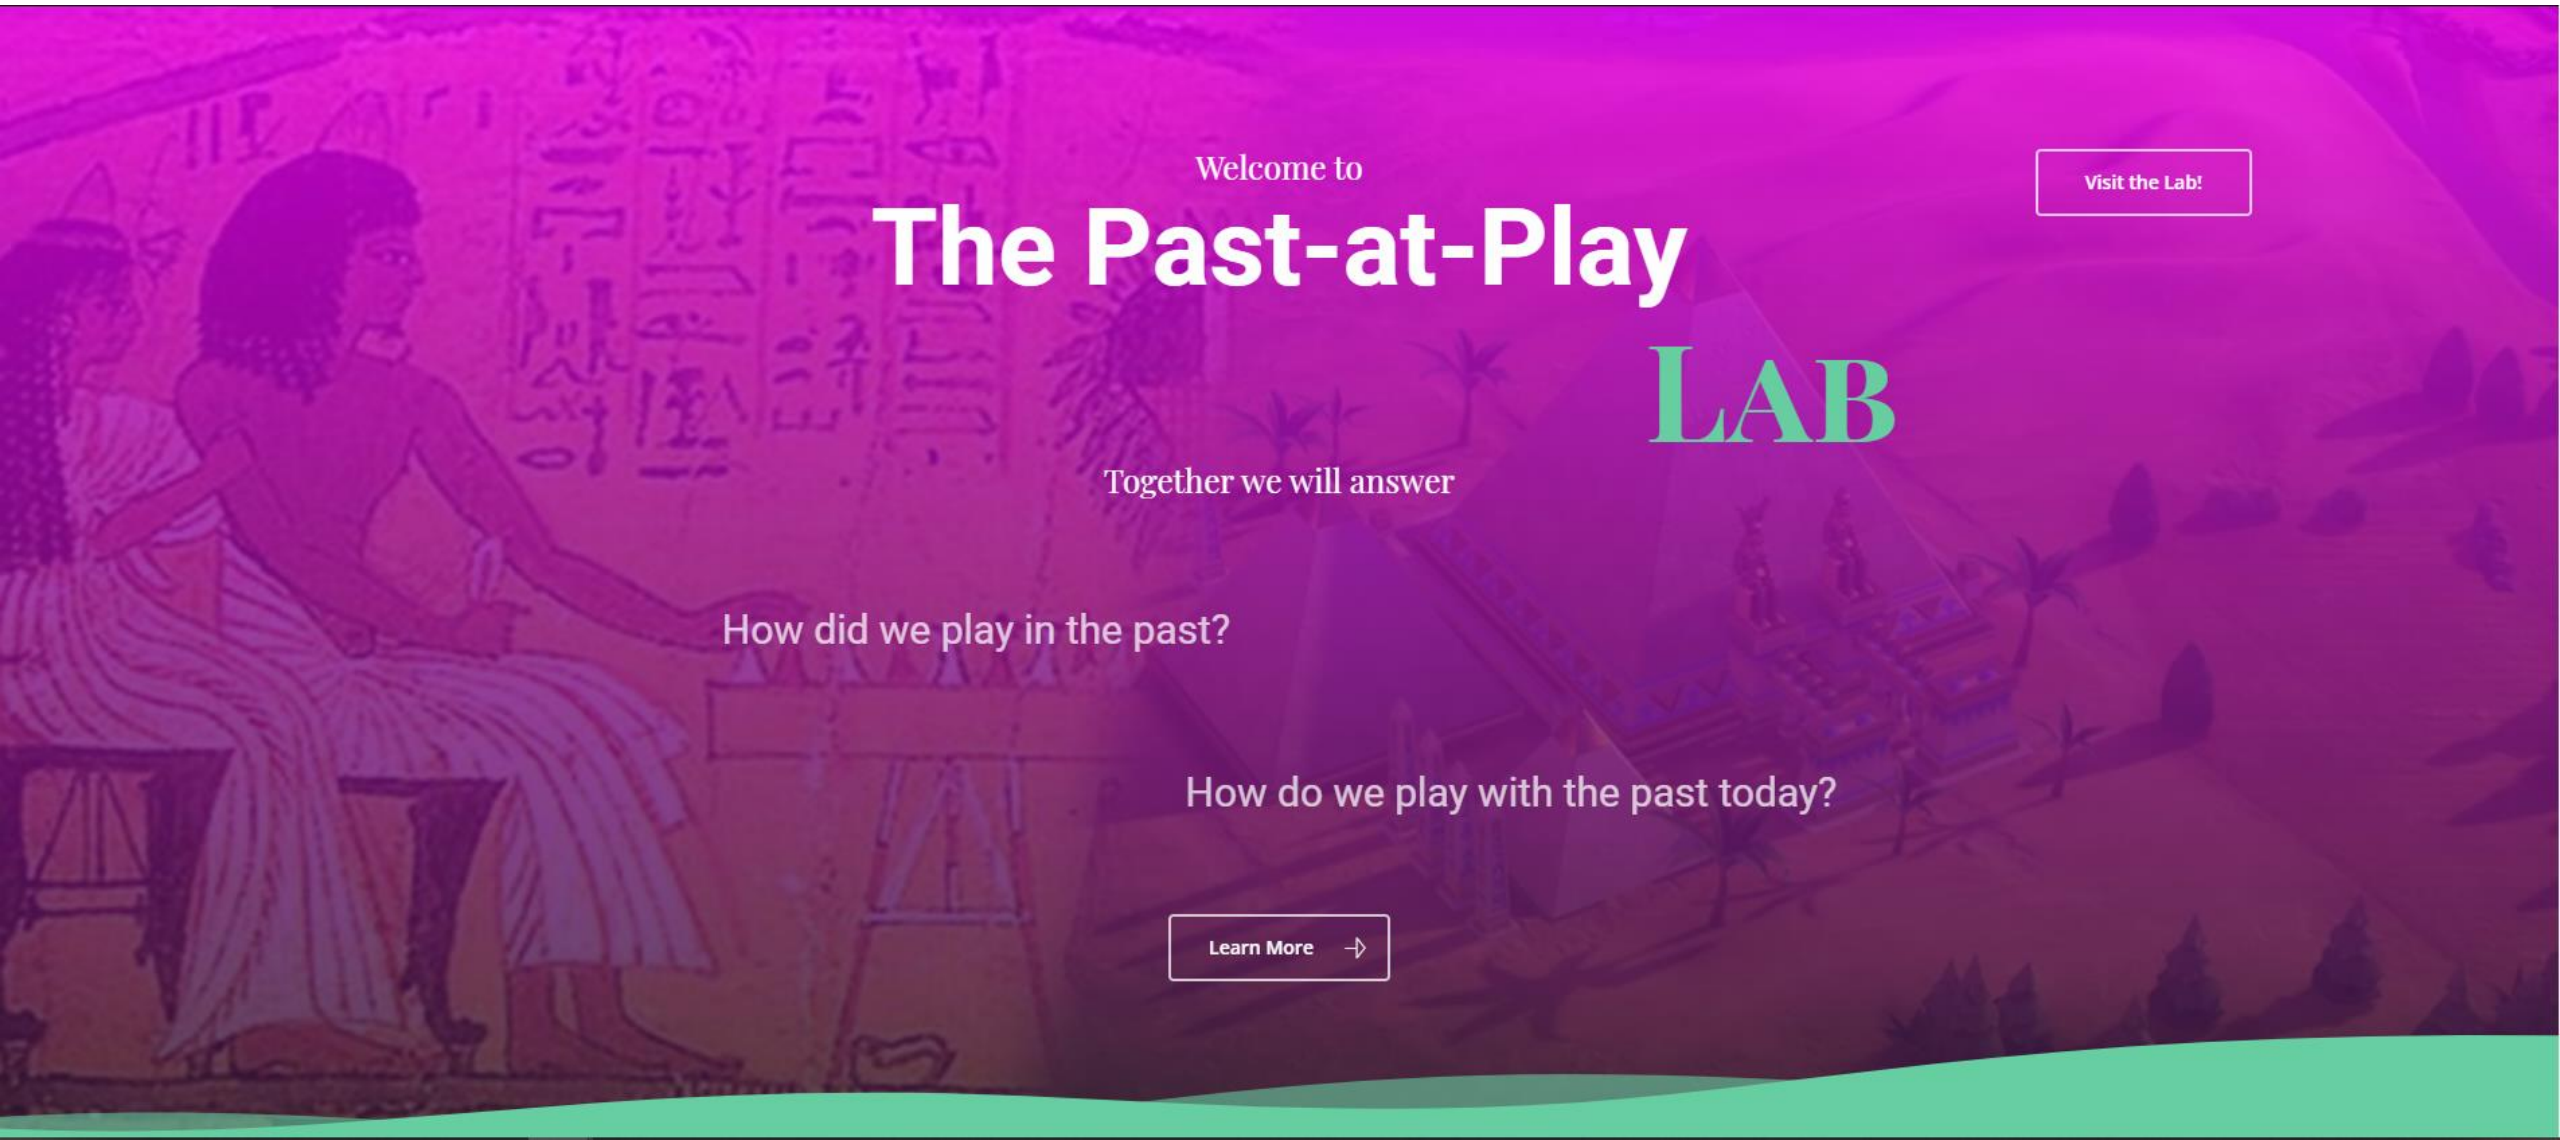 Welcome to
Visit the Lab!
The Past-at-Play
LAB
Together we will answer
How did we play in the past?
How do we play with the past today?
Learn More